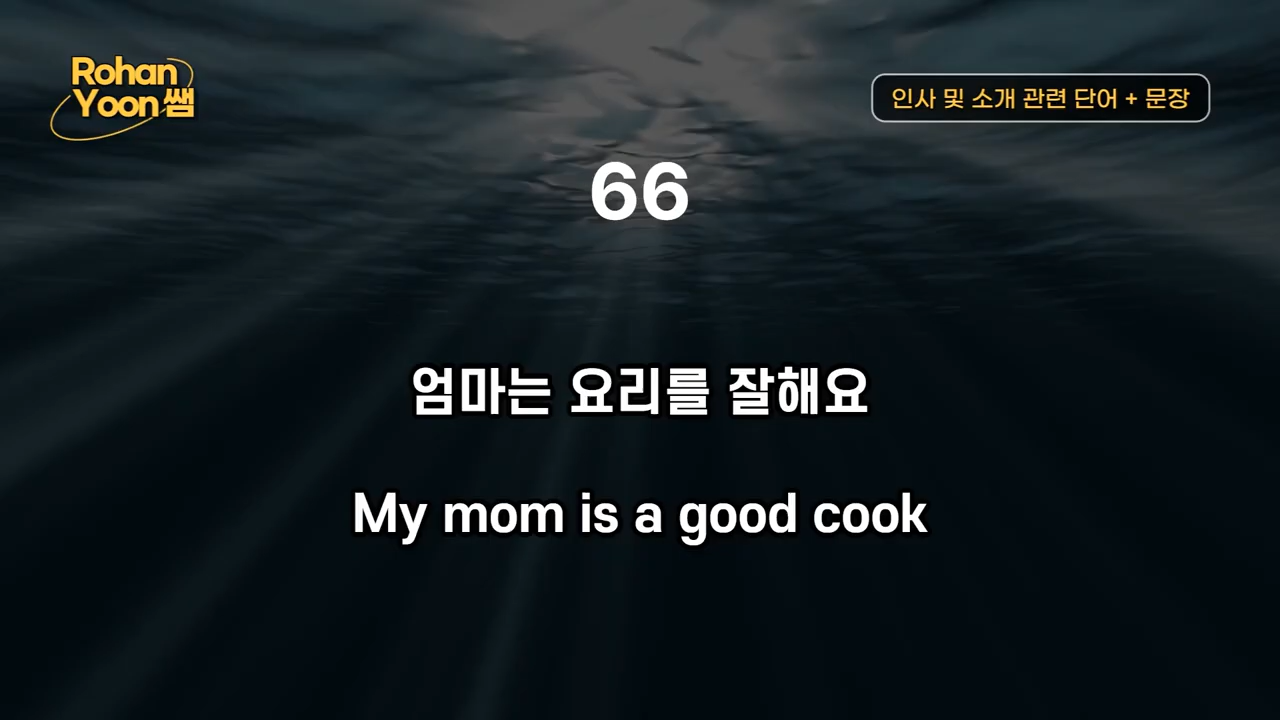 Rohan
Yoon쌤
인사 및 소개 관련 단어 + 문장
66
엄마는 요리를 잘해요
My mom is a good cook